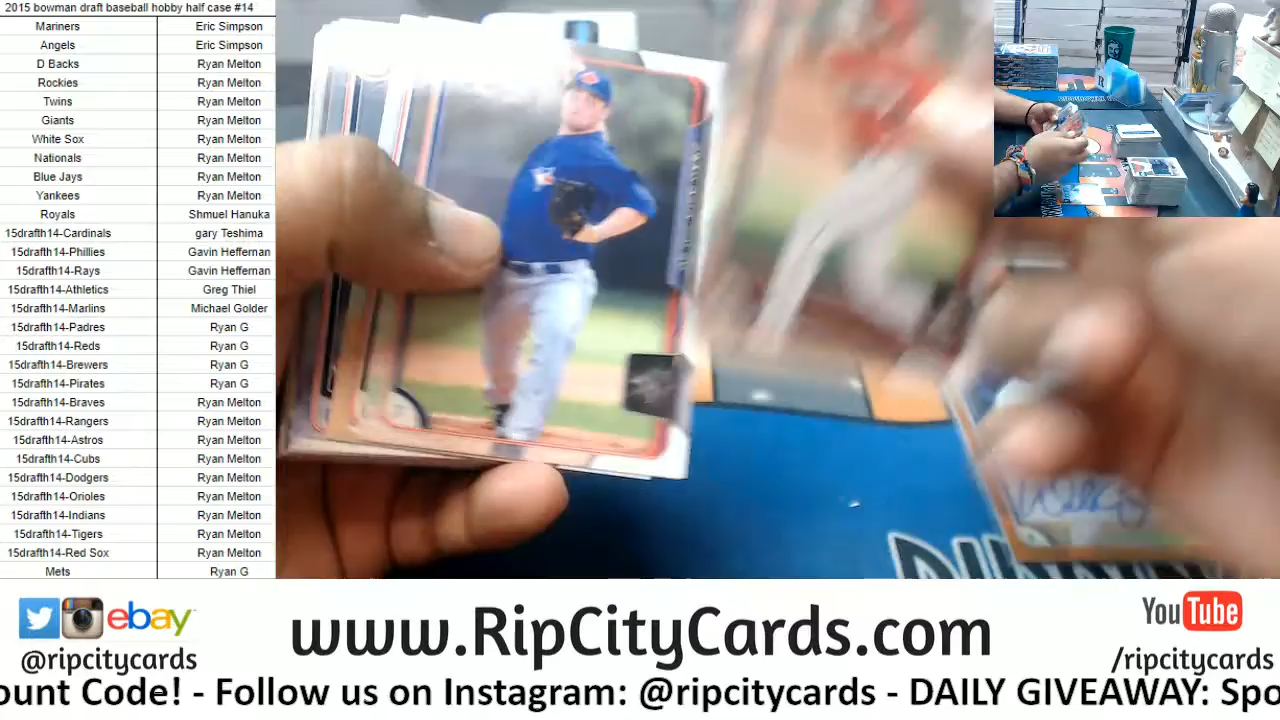 2015 bowman draft baseball hobby half case #14
Mariners Eric Simpson
Angels Eric Simpson
D Backs Ryan Melton
Rockies Ryan Melton
Twins Ryan Melton
Giants Ryan Melton
White Sox Ryan Melton
Nationals Ryan Melton
Blue Jays Ryan Melton
Yankees Ryan Melton
Royals Shmuel Hanuka
15drafth14-Cardinals gary Teshima
15drafth14-Phillies Gavin Heffernan
15drafth14-Rays Gavin Heffernan
15drafth14-Athletics Greg Thiel
15drafth14-Marlins Michael Golder
15drafth14-Padres Ryan G
15drafth14-Reds Ryan G
15drafth14-Brewers Ryan G
15drafth14-Pirates Ryan G
15drafth14-Braves Ryan Melton
15drafth14-Rangers Ryan Melton
15drafth14-Astros Ryan Melton
15drafth14-Cubs Ryan Melton
15drafth14-Dodgers Ryan Melton
15drafth14-Orioles Ryan Melton
15drafth14-Indians Ryan Melton
15drafth14-Tigers Ryan Melton
15drafth14-Red Sox Ryan Melton
Mets Ryan G
ebay
@ripcitycards
www.RipCityCards.com
You Tube
/ripcitycards
ount Code! - Follow us on Instagram: @ripcitycards - DAILY GIVEAWAY: Spo